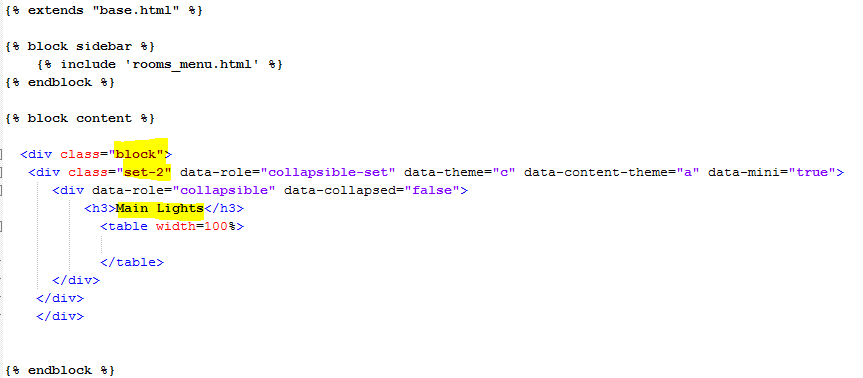 {% extends "base.html" %}
{% block sidebar %}
{% include 'rooms_menu.html' %}
{% endblock %}
{% block content %}
<div class="block">
<div class="set-2" data-role="collapsible-set" data-theme="c" data-content-theme="a" data-mini="true">
<div data-role="collapsible" data-collapsed="false">
<h3>Main Lights</h3>
<table width=100%>
</table>
</div>
</div>
</div>
{% endblock %}